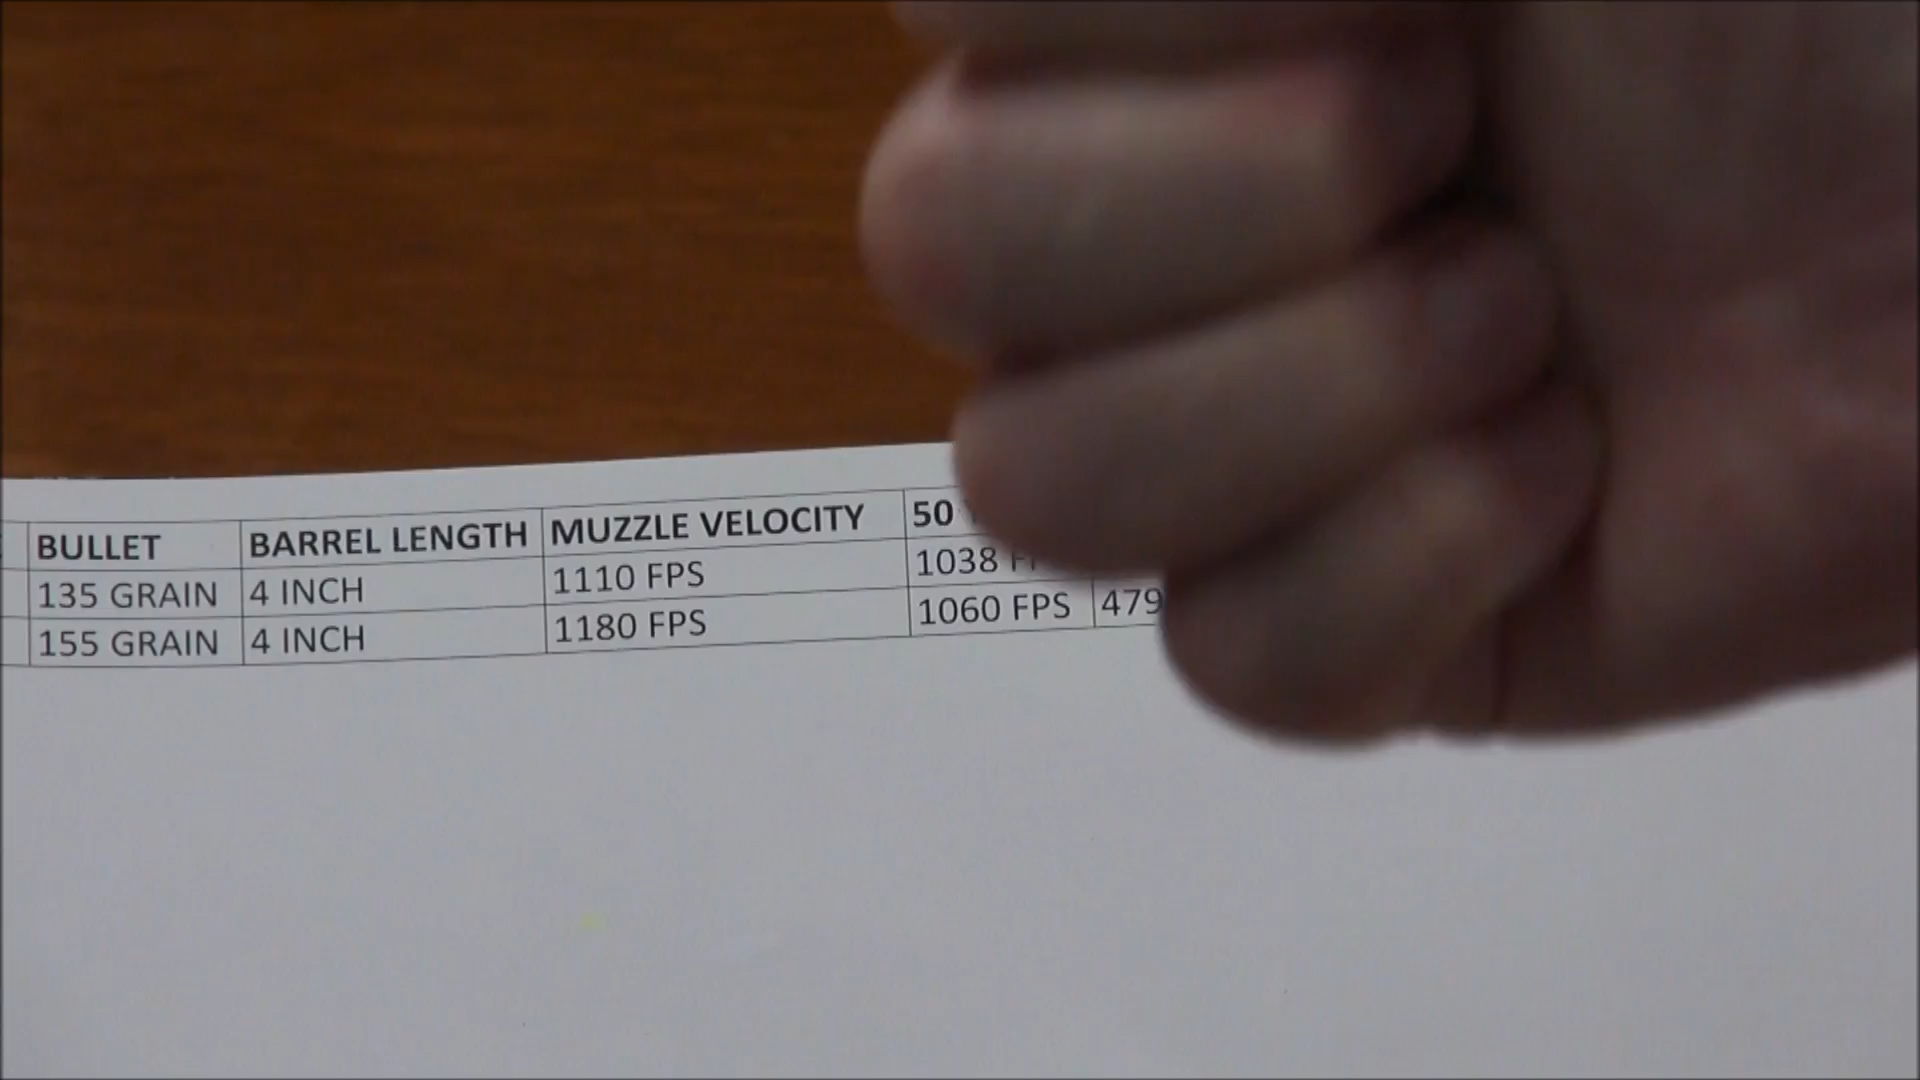 BULLET BARREL LENGTH MUZZLE VELOCITY 50
135 GRAIN 4 INCH 1110 FPS 1038
155 GRAIN 4 INCH 1180 FPS 1060 FPS 479